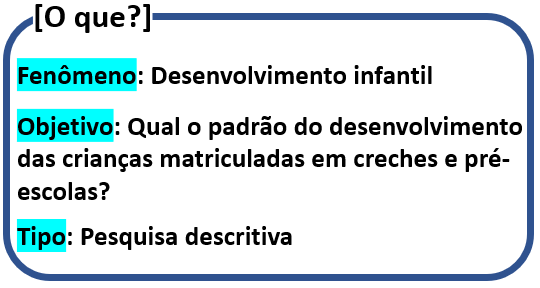 [O que?]
Fenômeno: Desenvolvimento infantil
Objetivo: Qual o padrão do desenvolvimento
das crianças matriculadas em creches e pré-
escolas?
Tipo: Pesquisa descritiva